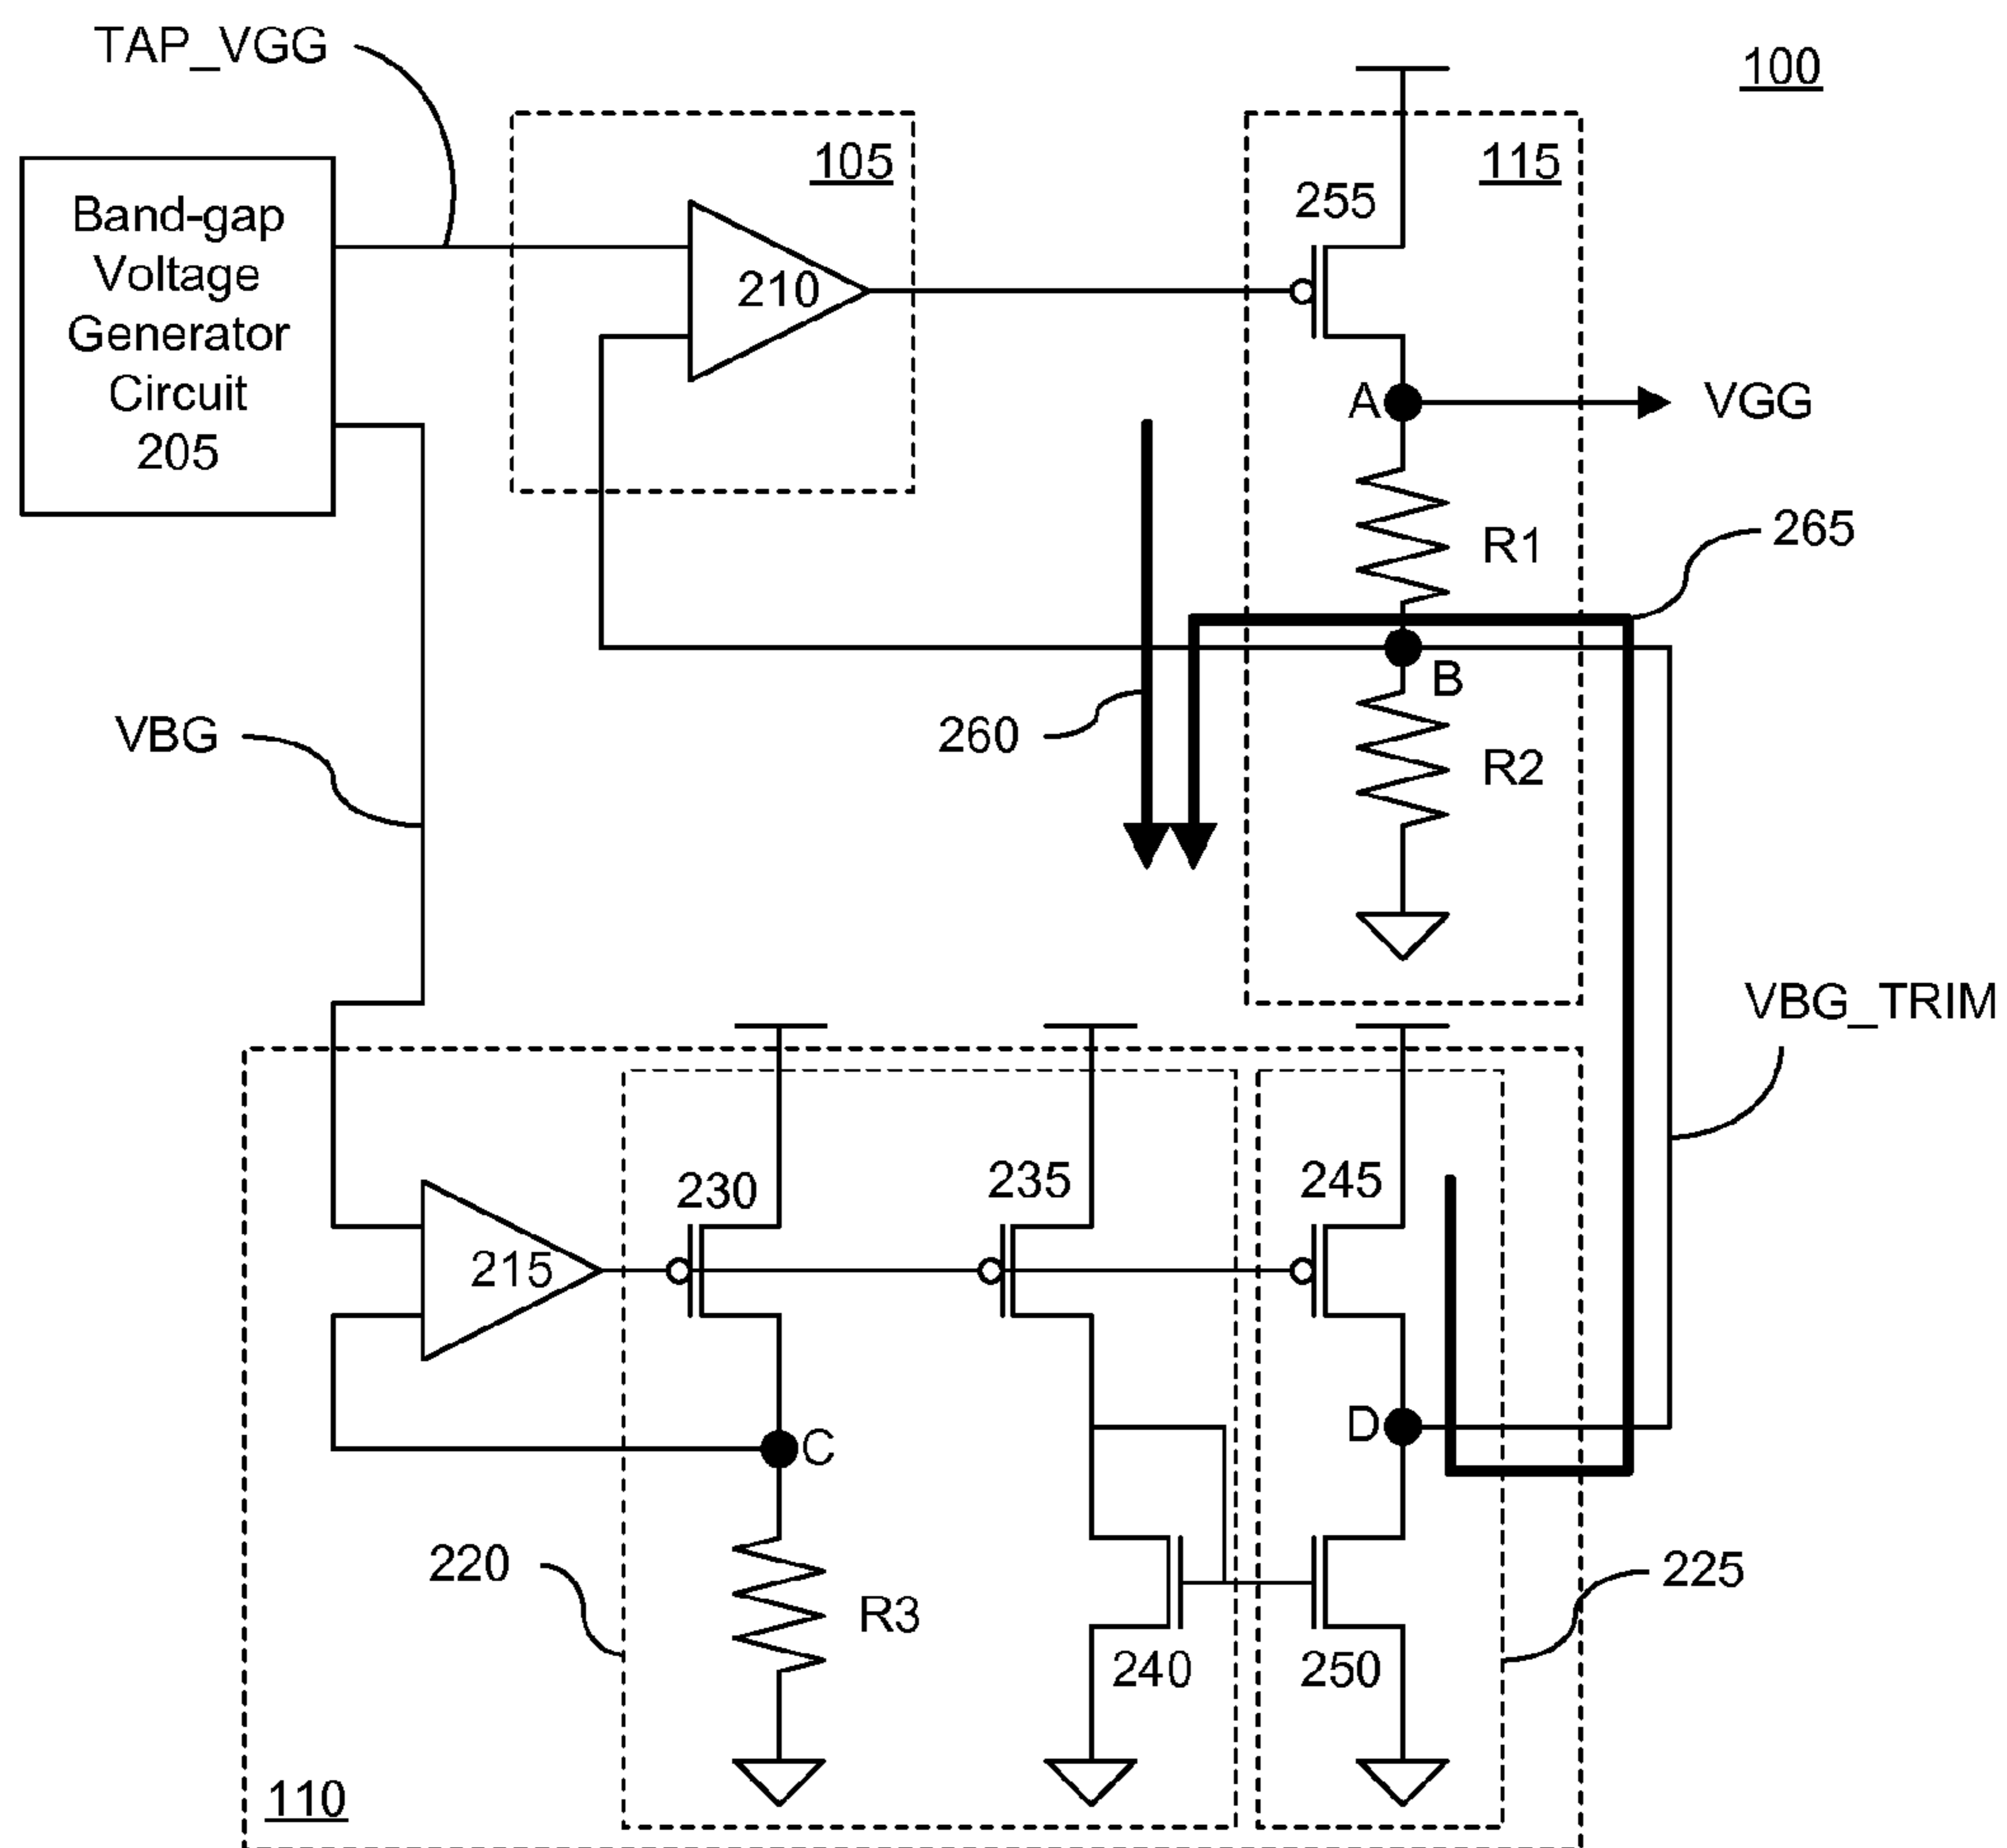 TAP_VGG
100
105
115
Band-gap
Voltage
Generator
Circuit
205
210
255
A
VGG
R1
265
B
260
R2
VBG
VBG_TRIM
230
235
245
215
D
C
220
R3
225
240
250
110